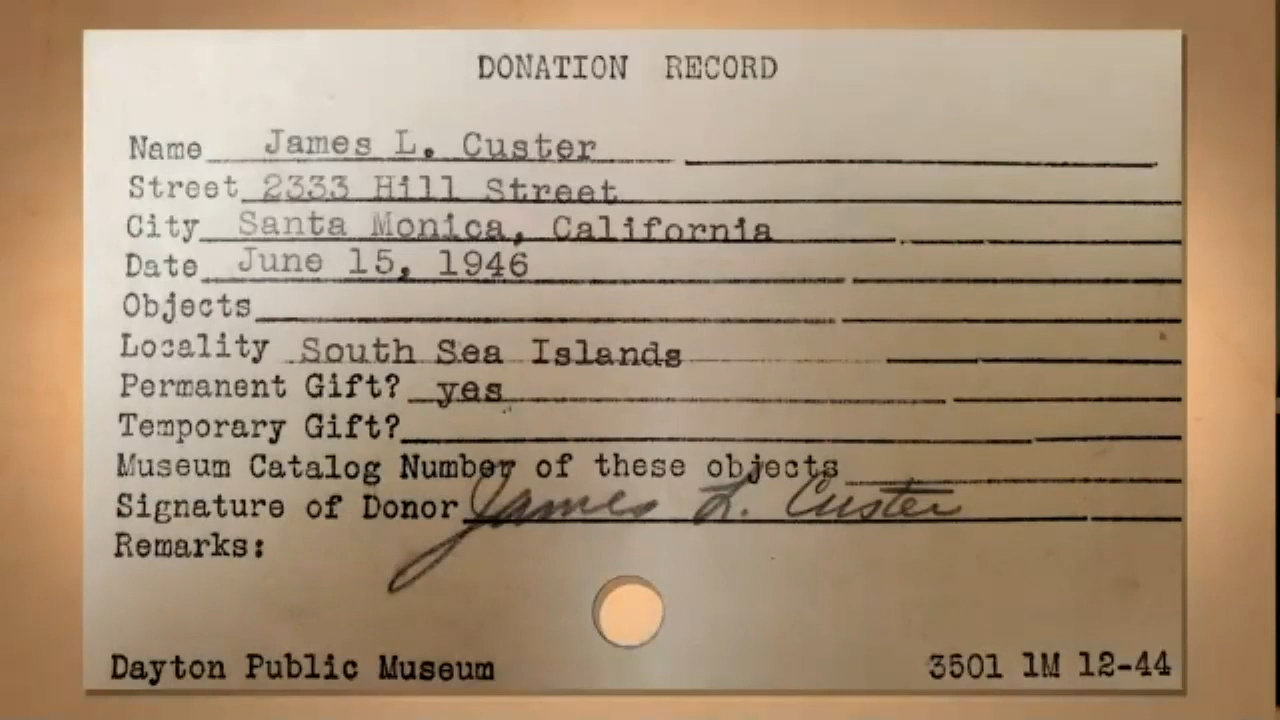 DONATION RECORD
Name James L. Custer
Street 2333 Hill Street
City Santa Monica, California
Date June 15, 1946
Objects
Locality South Sea Islands
Permanent Gift? yes
Temporary Gift?
Museum Catalog Number of these objects
Signature of Donor James L. Custer
Remarks:
Dayton Public Museum 3501 1M 12-44